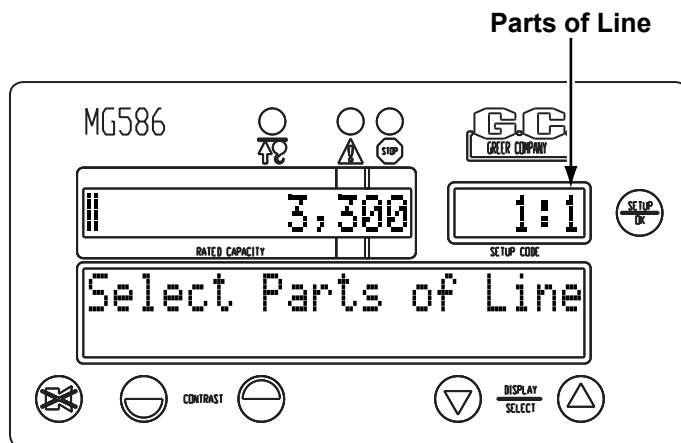 Parts of Line
MG586
STOP
G.C.
GREER COMPANY
3,300
1:1
SETUP
OK
RATED CAPACITY
SETUP CODE
Select Parts of Line
CONTRAST
DISPLAY
SELECT